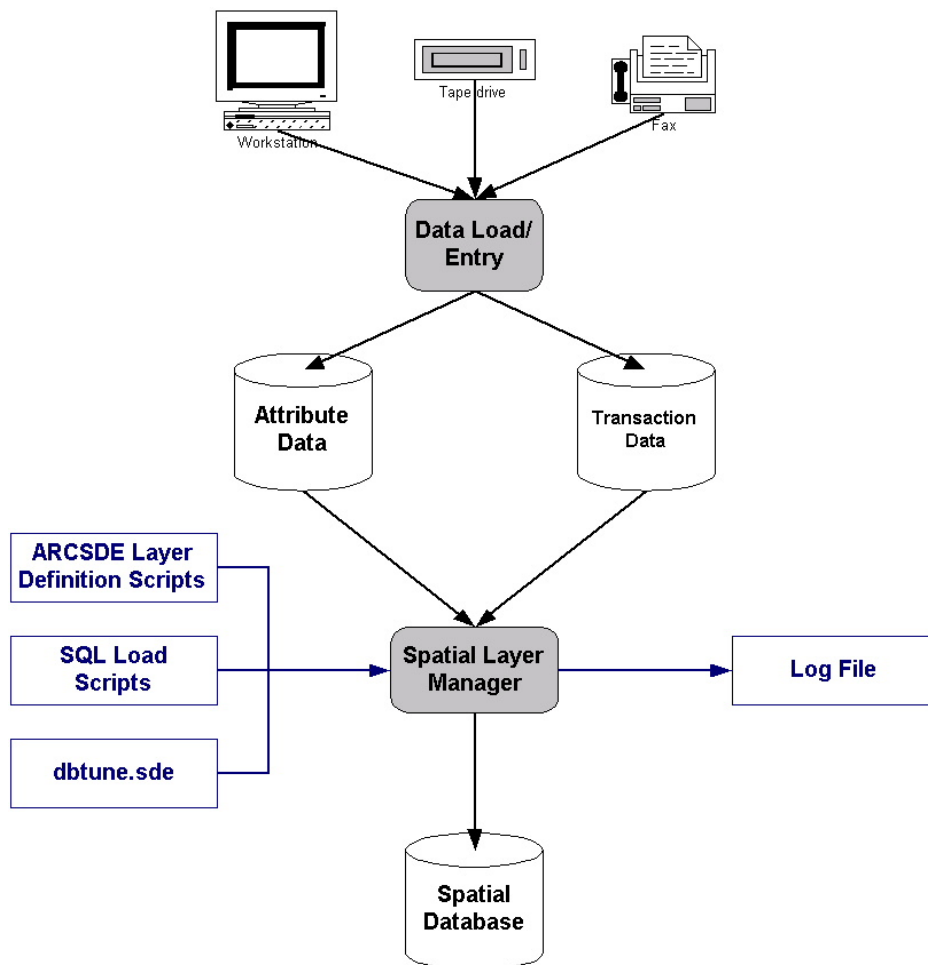 Workstation
Tape drive
Fax
Data Load/
Entry
Attribute
Data
Transaction
Data
ARCSDE Layer
Definition Scripts
SQL Load
Scripts
dbtune.sde
Spatial Layer
Manager
Log File
Spatial
Database